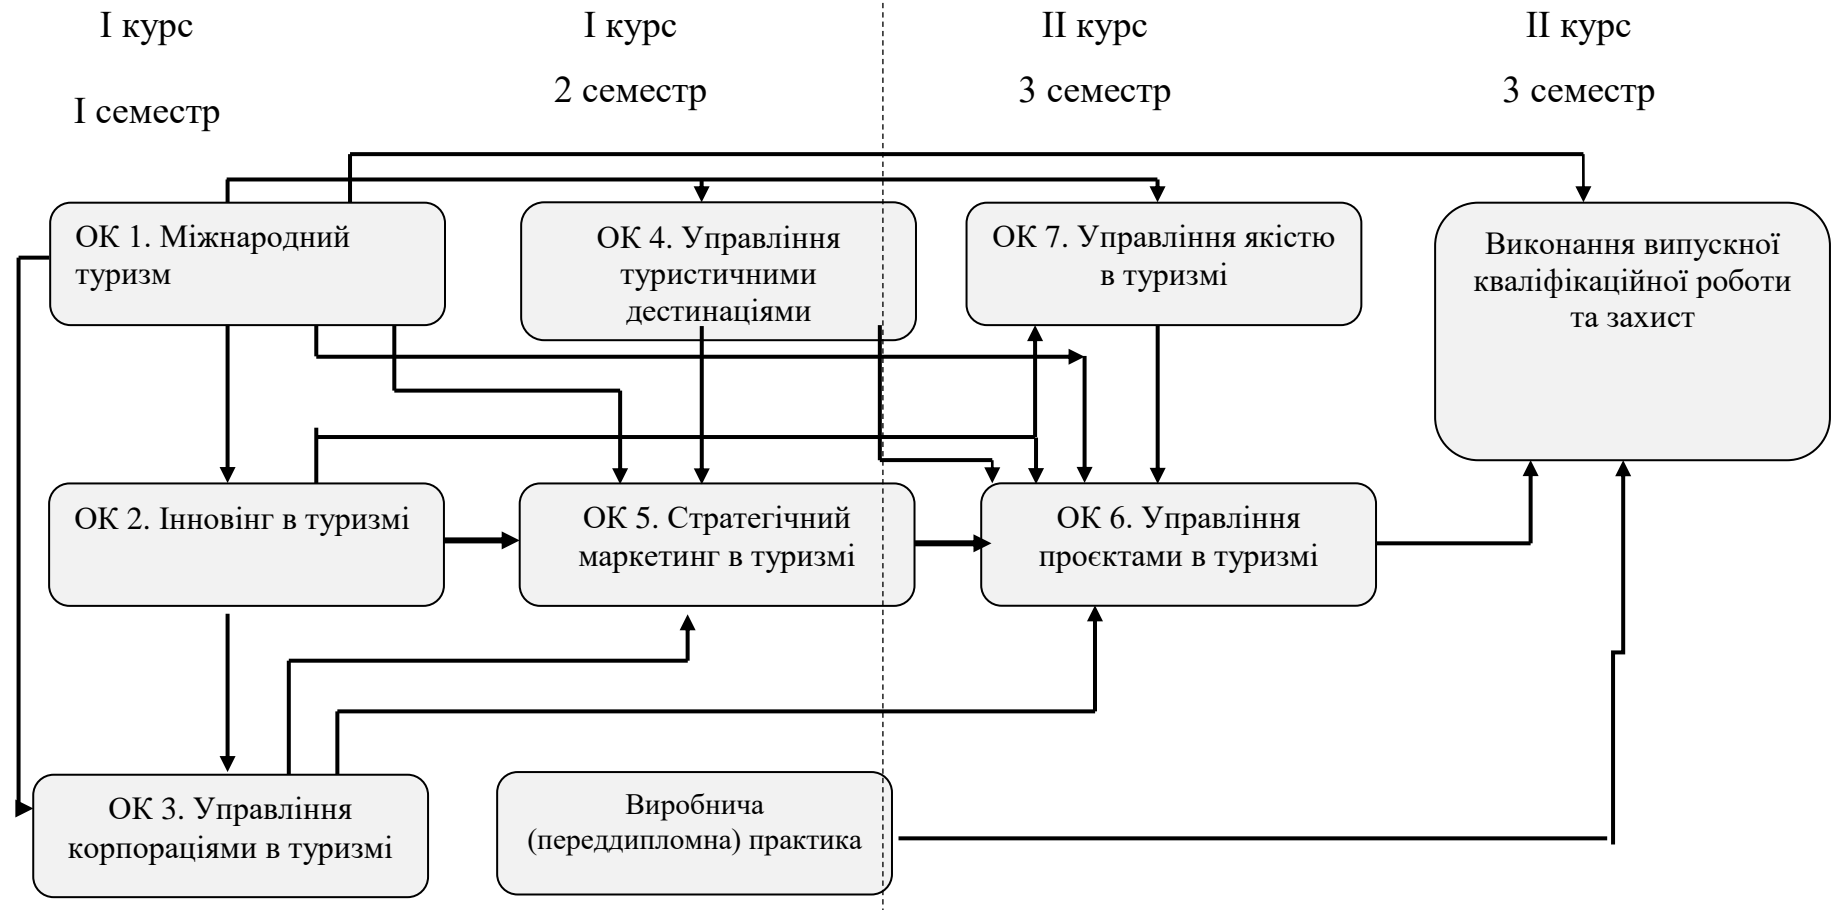 І курс
І курс
ІІ курс
ІІ курс
І семестр
2 семестр
3 семестр
3 семестр
ОК 1. Міжнародний
туризм
ОК 4. Управління
туристичними
дестинаціями
ОК 7. Управління якістю
в туризмі
Виконання випускної
кваліфікаційної роботи
та захист
ОК 2. Інновінг в туризмі
ОК 5. Стратегічний
маркетинг в туризмі
ОК 6. Управління
проєктами в туризмі
ОК 3. Управління
корпораціями в туризмі
Виробнича
(переддипломна) практика